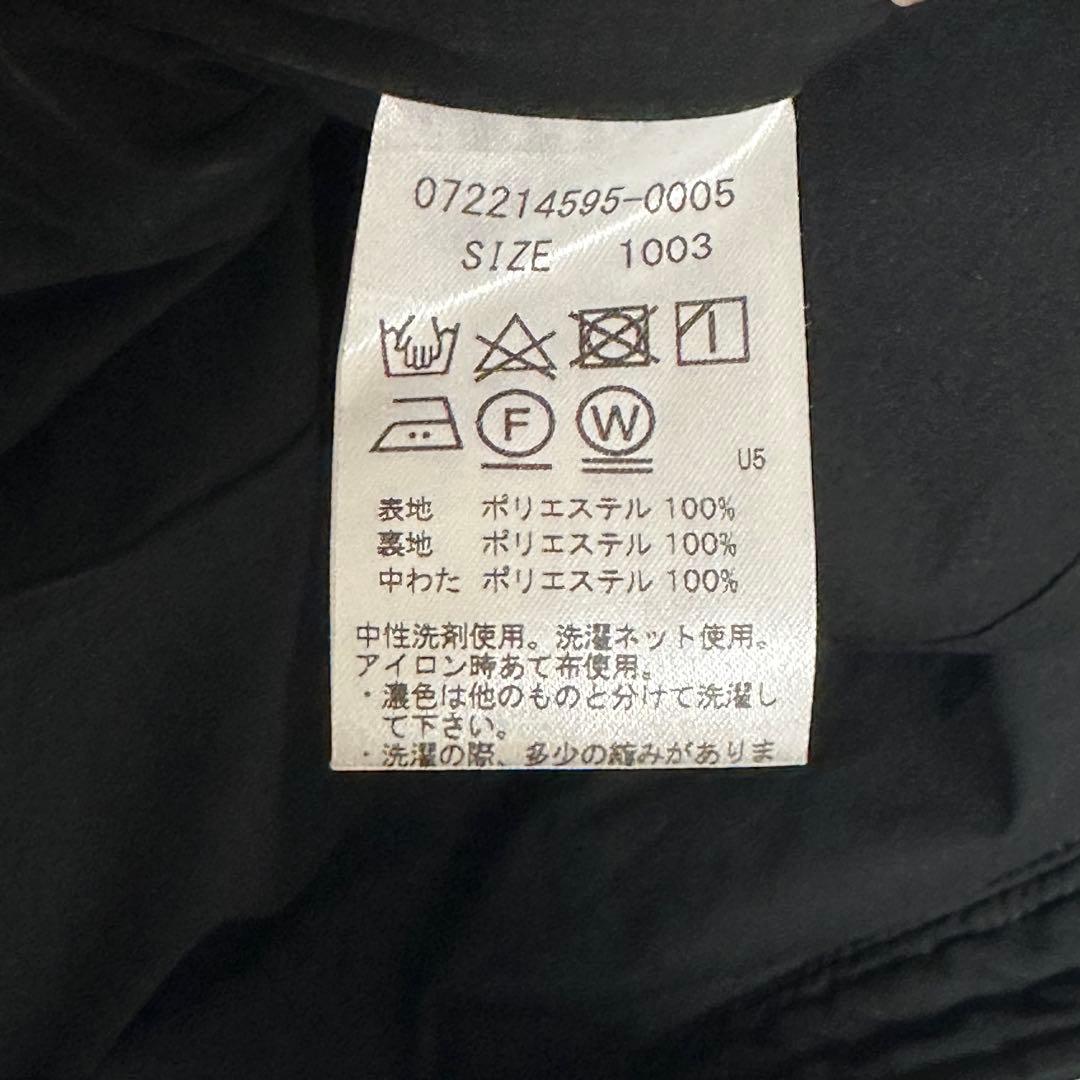 072214595-0005
SIZE 1003
F W
U5
表地 ポリエステル 100%
裏地 ポリエステル 100%
中わた ポリエステル 100%
中性洗剤使用。洗濯ネット使用。
アイロン時あて布使用。
・濃色は他のものと分けて洗濯し
て下さい。
・洗濯の際、多少の縮みがありま